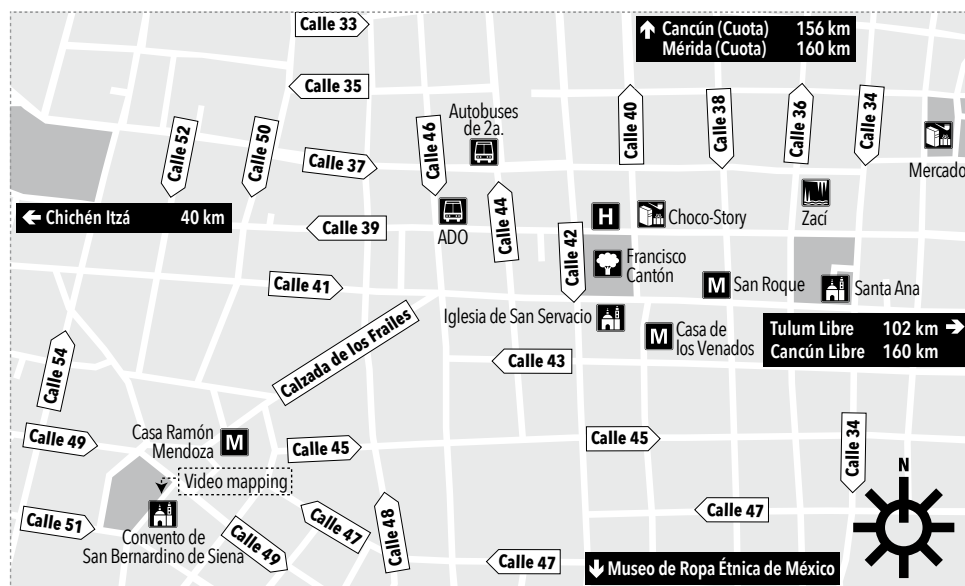 Calle 33
Cancún (Cuota) 156 km
Mérida (Cuota) 160 km
Calle 35
Autobuses
de 2a.
Calle 52
Calle 50
Calle 46
Calle 40
Calle 38
Calle 36
Calle 34
Calle 37
Mercado
Chichén Itzá 40 km
Calle 39
ADO
Calle 44
Calle 42
H
Choco-Story
Zací
Francisco
Cantón
Calle 41
M
San Roque
Santa Ana
Iglesia de San Servacio
M
Casa de
los Venados
Tulum Libre 102 km
Cancún Libre 160 km
Calle 54
Calzada de los Frailes
Calle 43
Calle 49
Casa Ramón
Mendoza
M
Calle 45
Calle 45
Calle 34
N
Video mapping
Calle 51
Convento de
San Bernardino de Siena
Calle 49
Calle 47
Calle 48
Calle 47
Calle 47
Museo de Ropa Étnica de México